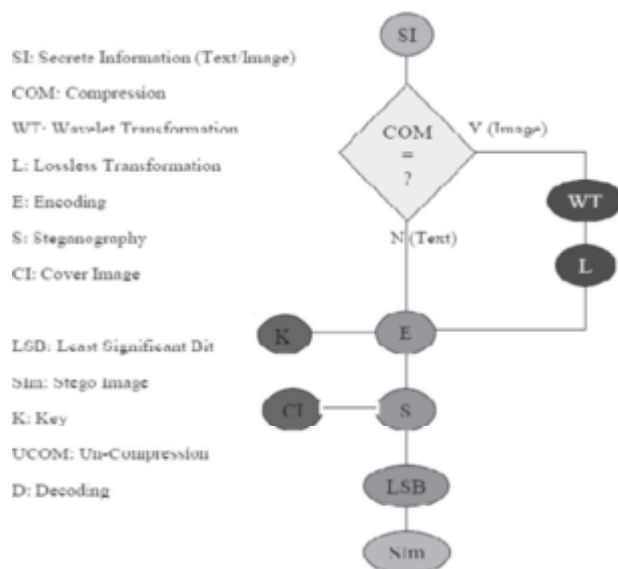 SI: Secrete Information (Text/Image)
COM: Compression
WT: Wavelet Transformation
L: Lossless Transformation
E: Encoding
S: Steganography
CI: Cover Image
LSB: Least Significant Bit
SIm: Stego Image
K: Key
UCOM: Un-Compression
D: Decoding
SI
COM
=
?
V (Image)
WT
L
N (Text)
K
E
CI
S
LSB
SIm